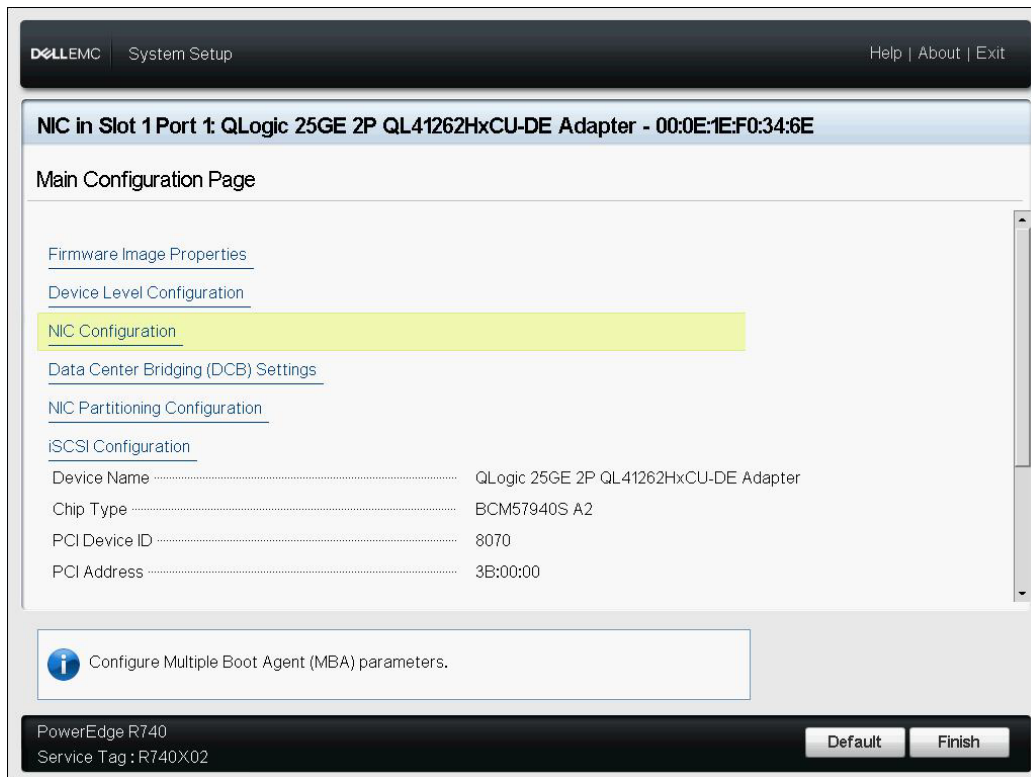 DELLEMC System Setup
Help | About | Exit
NIC in Slot 1 Port 1: QLogic 25GE 2P QL41262HxCU-DE Adapter - 00:0E:1E:F0:34:6E
Main Configuration Page
Firmware Image Properties
Device Level Configuration
NIC Configuration
Data Center Bridging (DCB) Settings
NIC Partitioning Configuration
iSCSI Configuration
Device Name QLogic 25GE 2P QL41262HxCU-DE Adapter
Chip Type BCM57940S A2
PCI Device ID 8070
PCI Address 3B:00:00
Configure Multiple Boot Agent (MBA) parameters.
PowerEdge R740
Service Tag : R740X02
Default Finish